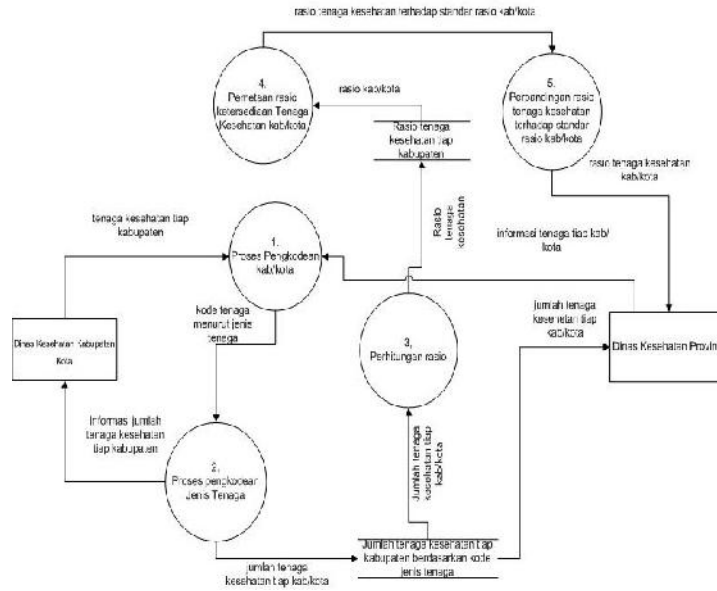 rasio tenaga kesehatan terhadap standar rasio kab/kota
4.
Pemetaan rasio
ketersediaan Tenaga
Kesehatan kab/kota
rasio kab/kota
5.
Perbandingan rasio
tenaga kesehatan
terhadap standar
rasio kab/kota
Rasio tenaga
kesehatan tiap
kabupaten
rasio tenaga kesehatan
kab/kota
tenaga kesehatan tiap
kabupaten
1.
Proses Pengkodean
kab/kota
Rasio
tenaga
kesehatan
informasi tenaga tiap kab/
kota
kode tenaga
menurut jenis
tenaga
jumlah tenaga
kesehatan tiap
kab/kota
Dinas Kesehatan Kabupaten
Kota
3.
Perhitungan rasio
Dinas Kesehatan Provin
Informasi jumlah
tenaga kesehatan
tiap kabupaten
2.
Proses pengkodean
Jenis Tenaga
Jumlah tenaga
kesehatan tiap
kab/kota
Jumlah tenaga kesehatan tiap
kabupaten berdasarkan kode
jenis tenaga
jumlah tenaga
kesehatan tiap kab/kota